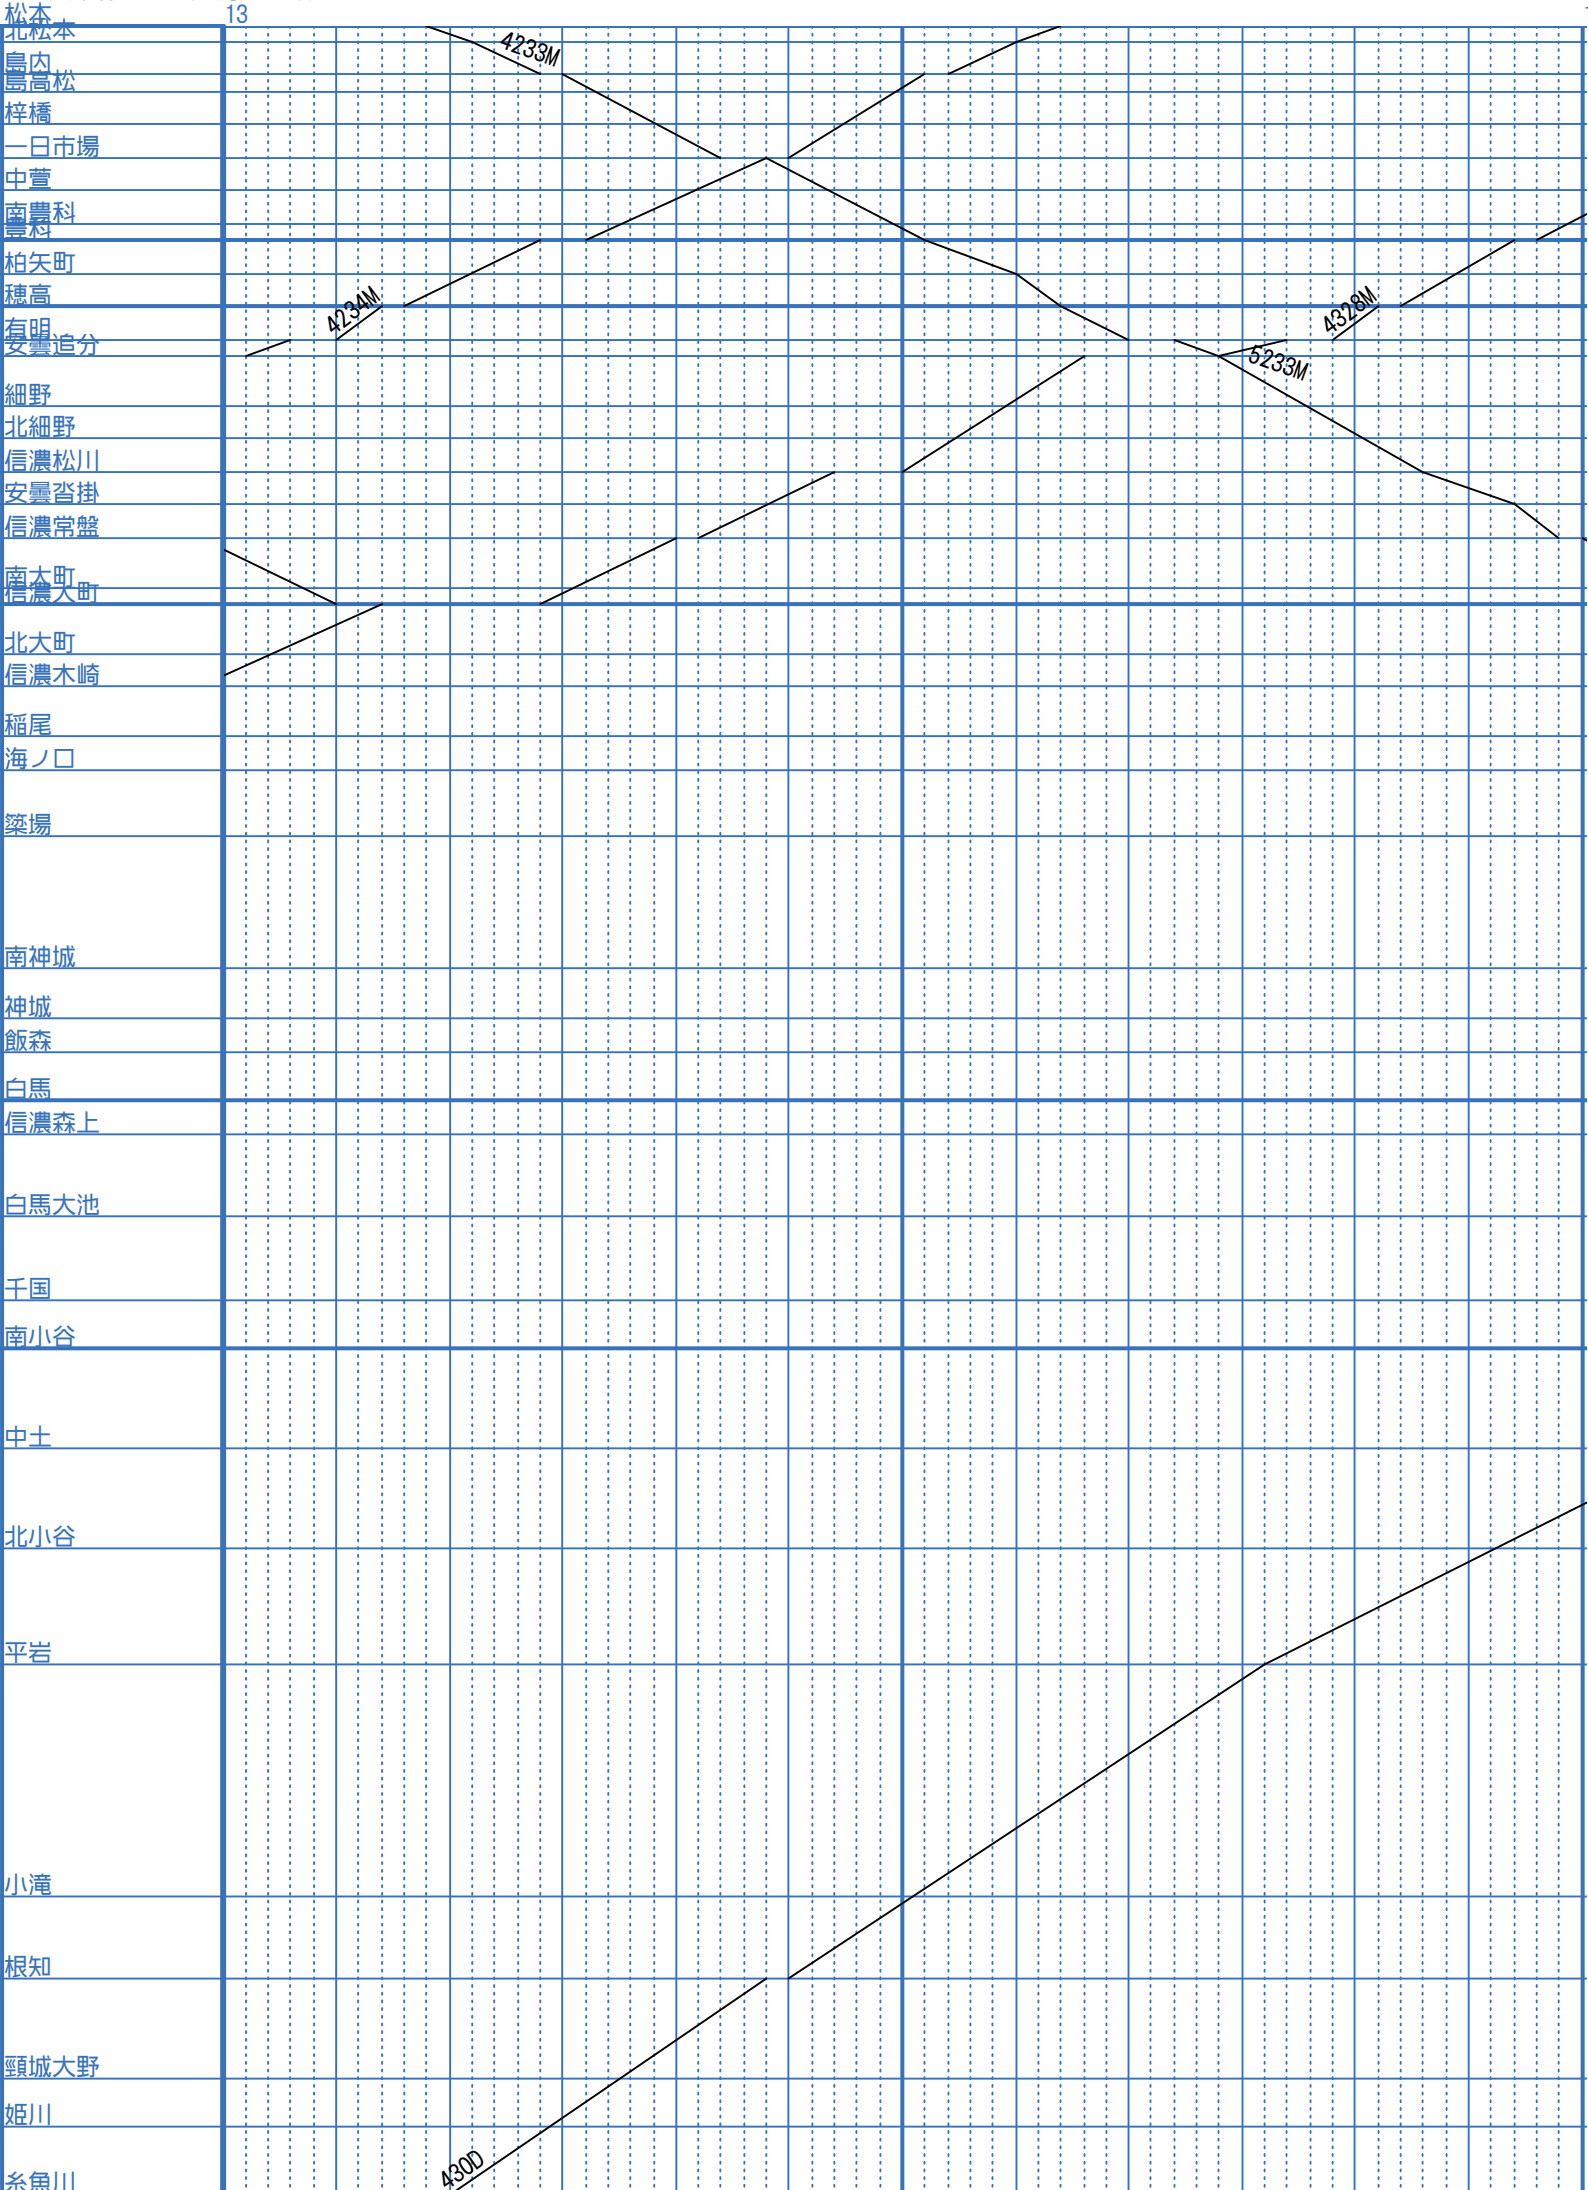 松本
13
北松本
島内
島高松
梓橋
一日市場
中萱
南豊科
豊科
柏矢町
穂高
有明
安曇追分
細野
北細野
信濃松川
安曇沓掛
信濃常盤
南大町
信濃大町
北大町
信濃木崎
稲尾
海ノ口
簗場
南神城
神城
飯森
白馬
信濃森上
白馬大池
千国
南小谷
中土
北小谷
平岩
小滝
根知
頸城大野
姫川
糸魚川
4233M
4234M
4328M
5233M
430D